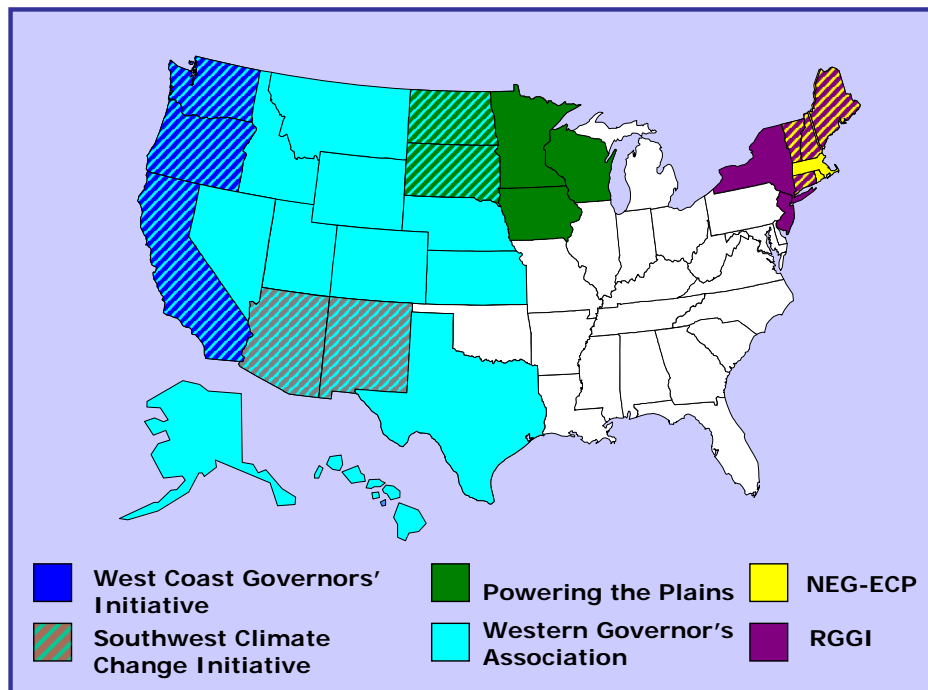 West Coast Governors'
Initiative
Southwest Climate
Change Initiative
Powering the Plains
Western Governor's
Association
NEG-ECP
RGGI